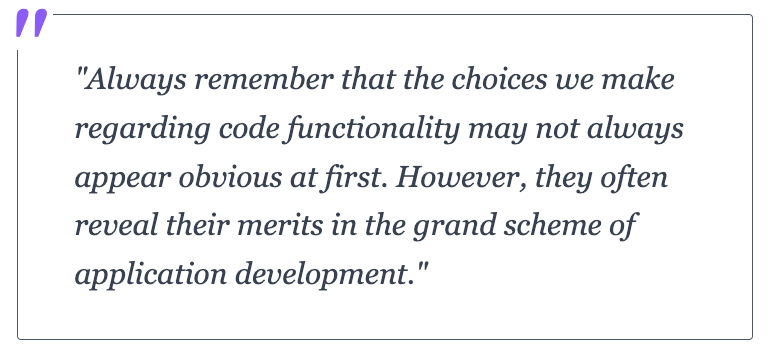 "Always remember that the choices we make
regarding code functionality may not always
appear obvious at first. However, they often
reveal their merits in the grand scheme of
application development."